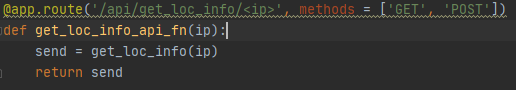 @app.route('/api/get_loc_info/<ip>', methods = ['GET', 'POST'])
def get_loc_info_api_fn(ip):
    send = get_loc_info(ip)
    return send